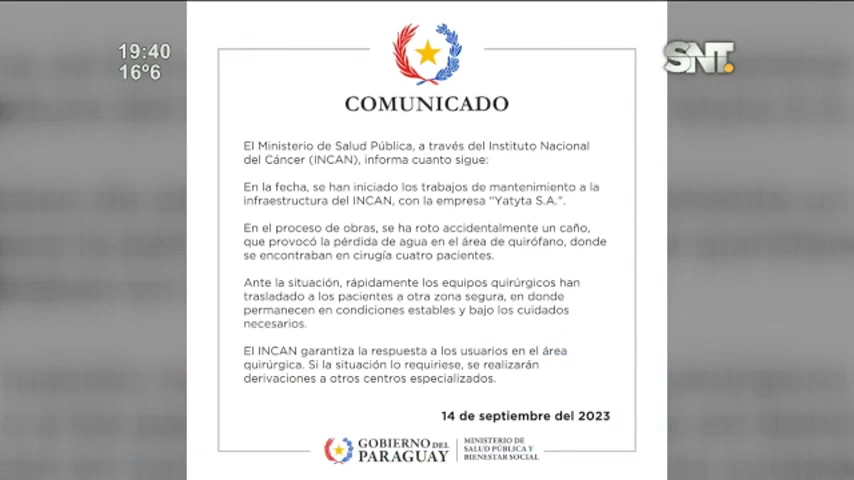 19:40
16º6
SNT.
COMUNICADO
El Ministerio de Salud Pública, a través del Instituto Nacional
del Cáncer (INCAN), informa cuanto sigue:
En la fecha, se han iniciado los trabajos de mantenimiento a la
infraestructura del INCAN, con la empresa “Yatyta S.A.”.
En el proceso de obras, se ha roto accidentalmente un caño,
que provocó la pérdida de agua en el área de quirófano, donde
se encontraban en cirugía cuatro pacientes.
Ante la situación, rápidamente los equipos quirúrgicos han
trasladado a los pacientes a otra zona segura, en donde
permanecen en condiciones estables y bajo los cuidados
necesarios.
El INCAN garantiza la respuesta a los usuarios en el área
quirúrgica. Si la situación lo requiriese, se realizarán
derivaciones a otros centros especializados.
14 de septiembre del 2023
GOBIERNO DEL
PARAGUAY
MINISTERIO DE
SALUD PÚBLICA Y
BIENESTAR SOCIAL